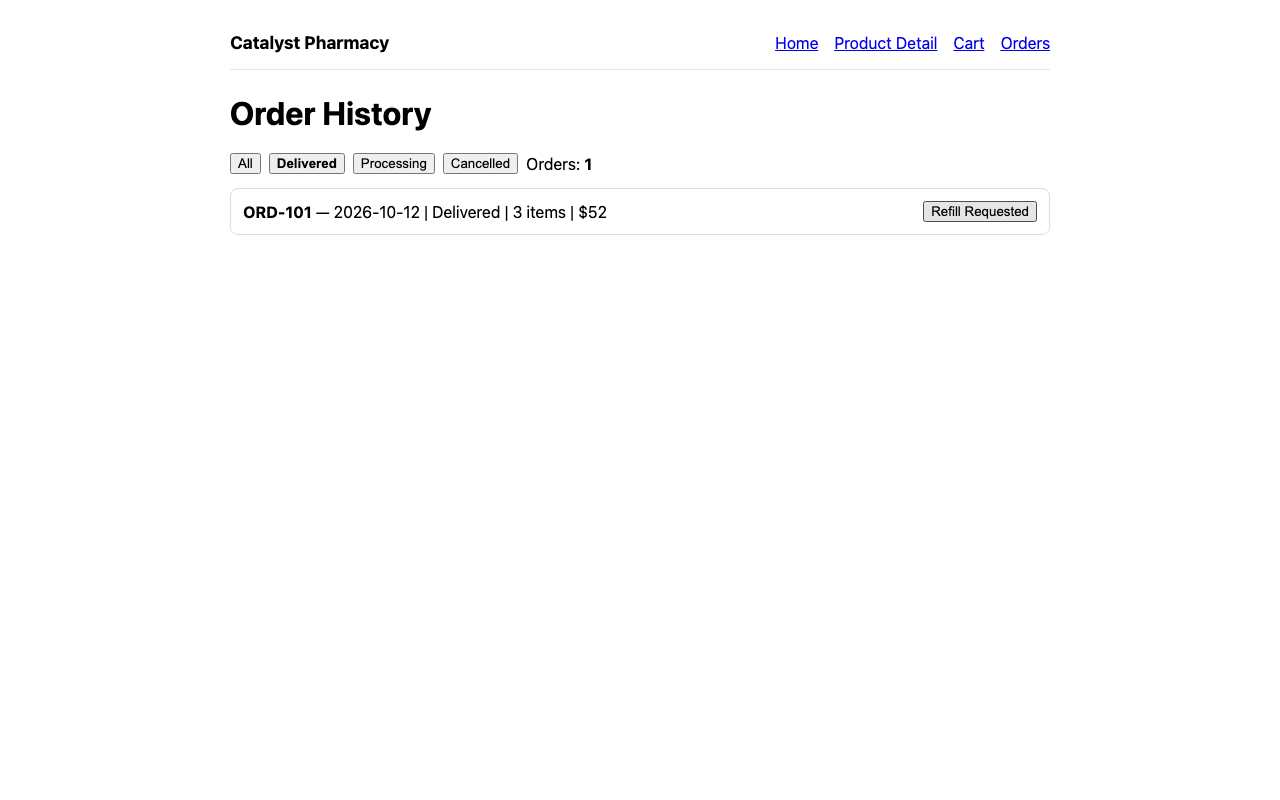 Catalyst Pharmacy Home Product Detail Cart Orders
Order History
All Delivered Processing Cancelled Orders: 1
ORD-101 — 2026-10-12 | Delivered | 3 items | $52 Refill Requested